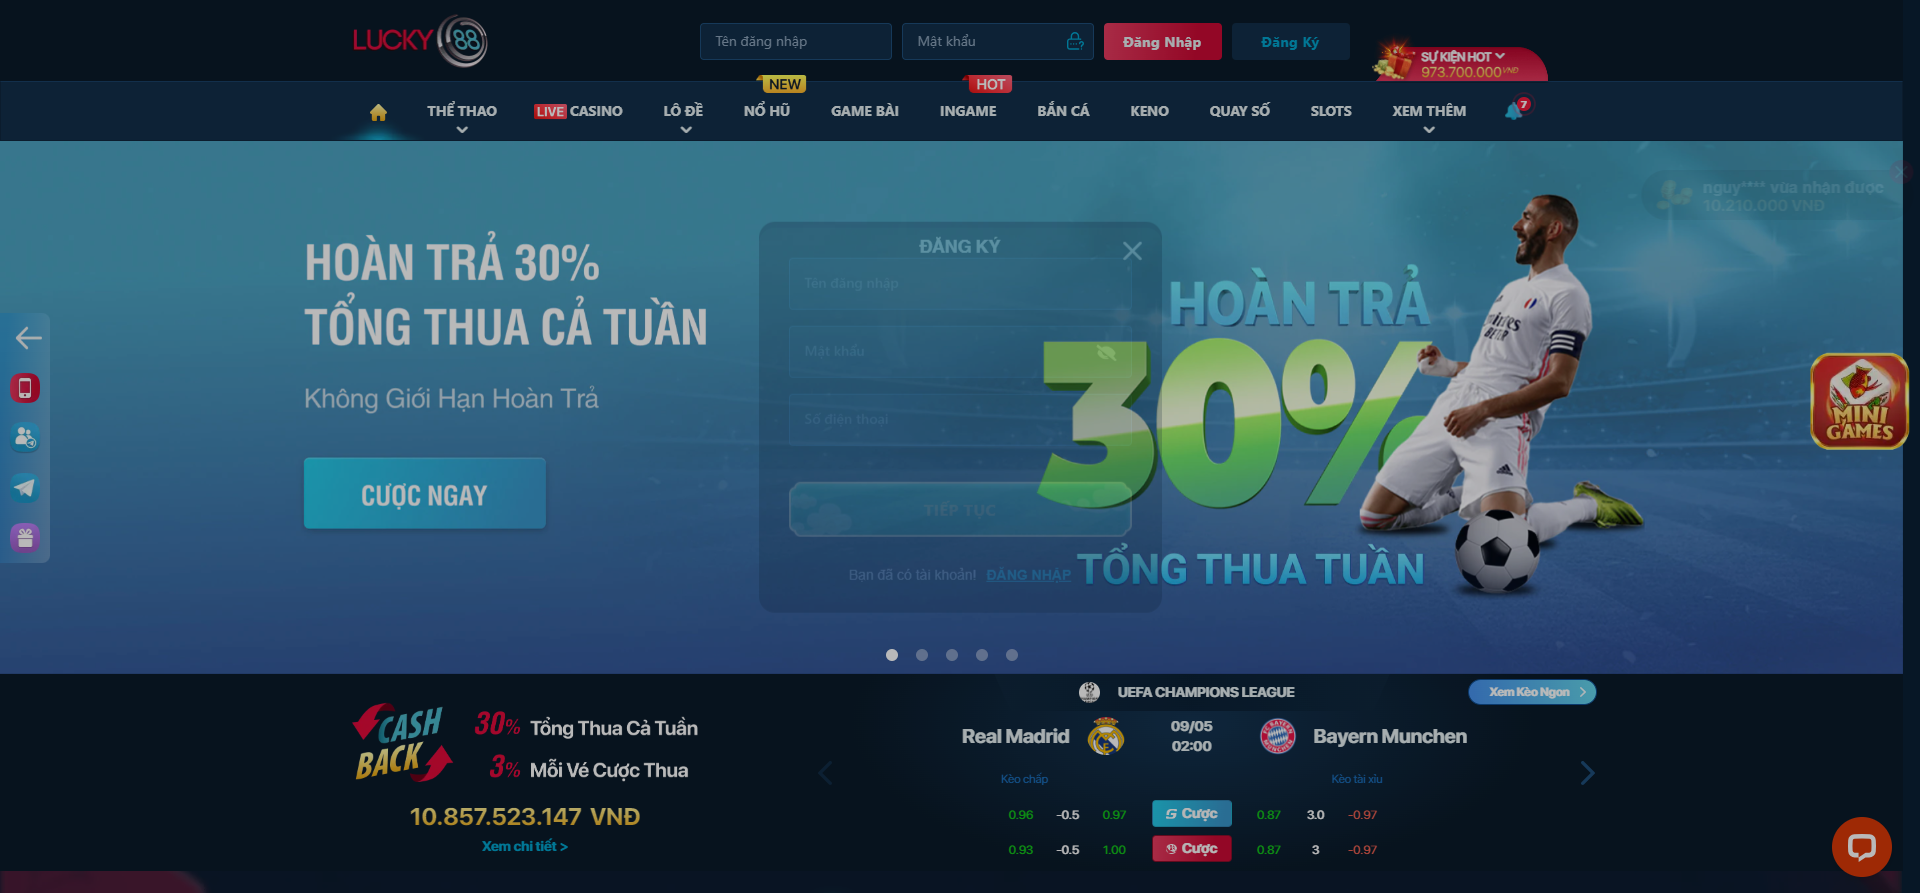 LUCKY 88
Tên đăng nhập
Mật khẩu
Đăng Nhập
Đăng Ký
SỰ KIỆN HOT
973.700.000 VNĐ
NEW
HOT
THỂ THAO
LIVE CASINO
LÔ ĐỀ
NỔ HŨ
GAME BÀI
INGAME
BẮN CÁ
KENO
QUAY SỐ
SLOTS
XEM THÊM
7
nguy**** vừa nhận được
10.210.000 VNĐ
HOÀN TRẢ 30%
TỔNG THUA CẢ TUẦN
Không Giới Hạn Hoàn Trả
CƯỢC NGAY
ĐĂNG KÝ
Tên đăng nhập
Mật khẩu
Số điện thoại
TIẾP TỤC
Bạn đã có tài khoản! ĐĂNG NHẬP
HOÀN TRẢ
30%
TỔNG THUA TUẦN
MINI
GAMES
CASH
BACK
30% Tổng Thua Cả Tuần
3% Mỗi Vé Cược Thua
10.857.523.147 VNĐ
Xem chi tiết >
UEFA CHAMPIONS LEAGUE
Xem Kèo Ngon
Real Madrid
09/05
02:00
Bayern Munchen
Kèo chấp
Kèo tài xỉu
0.96 -0.5 0.97 Cược 0.87 3.0 -0.97
0.93 -0.5 1.00 Cược 0.87 3 -0.97